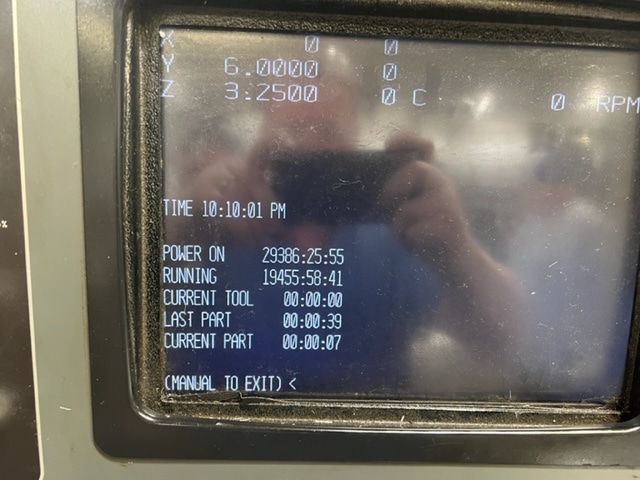 X 0 0
Y 6.0000 0
Z 3.2500 0 C 0 RPM
TIME 10:10:01 PM
POWER ON 29386:25:55
RUNNING 19455:58:41
CURRENT TOOL 00:00:00
LAST PART 00:00:39
CURRENT PART 00:00:07
(MANUAL TO EXIT) <